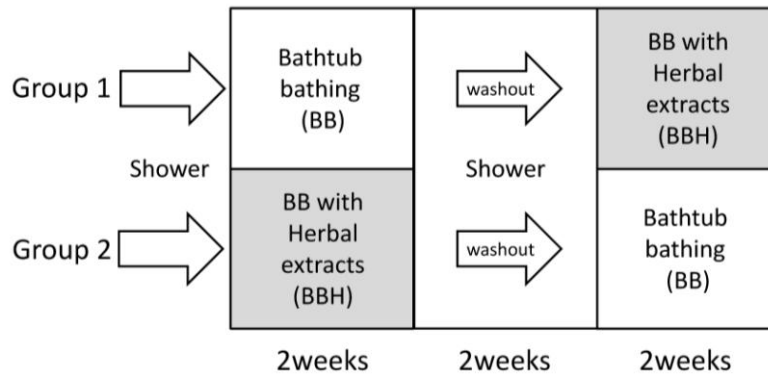 Group 1
Bathtub
bathing
(BB)
washout
BB with
Herbal
extracts
(BBH)
Shower
Shower
Group 2
BB with
Herbal
extracts
(BBH)
washout
Bathtub
bathing
(BB)
2weeks
2weeks
2weeks